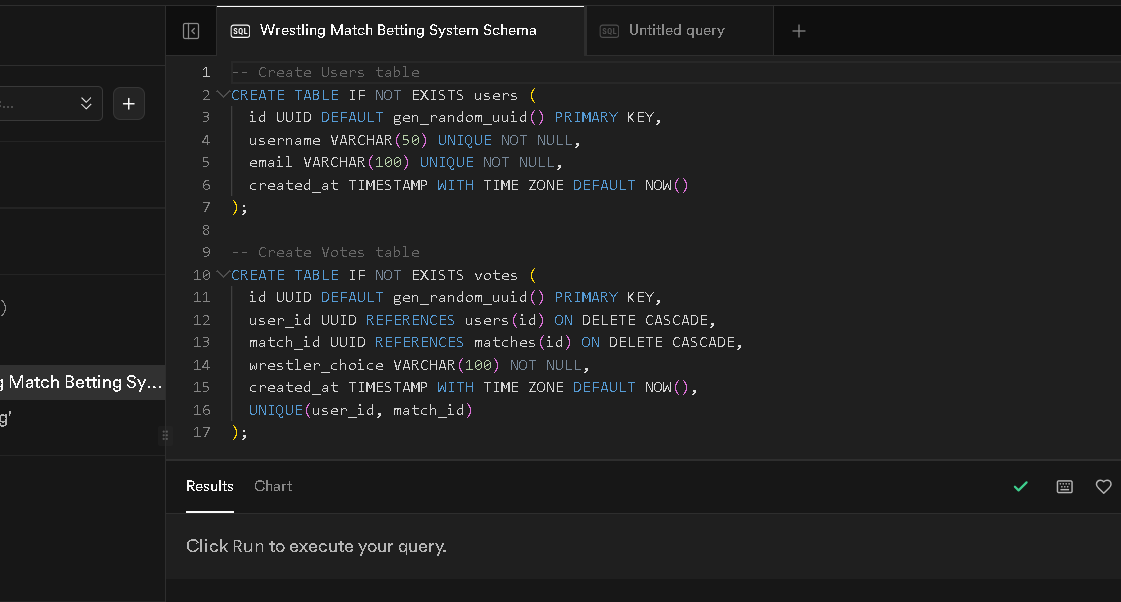 SQL Wrestling Match Betting System Schema
SQL Untitled query
1 -- Create Users table
2 CREATE TABLE IF NOT EXISTS users (
3 id UUID DEFAULT gen_random_uuid() PRIMARY KEY,
4 username VARCHAR(50) UNIQUE NOT NULL,
5 email VARCHAR(100) UNIQUE NOT NULL,
6 created_at TIMESTAMP WITH TIME ZONE DEFAULT NOW()
7 );
8
9 -- Create Votes table
10 CREATE TABLE IF NOT EXISTS votes (
11 id UUID DEFAULT gen_random_uuid() PRIMARY KEY,
12 user_id UUID REFERENCES users(id) ON DELETE CASCADE,
13 match_id UUID REFERENCES matches(id) ON DELETE CASCADE,
14 wrestler_choice VARCHAR(100) NOT NULL,
15 created_at TIMESTAMP WITH TIME ZONE DEFAULT NOW(),
16 UNIQUE(user_id, match_id)
17 );
)
g Match Betting Sy...
g'
Results Chart
Click Run to execute your query.